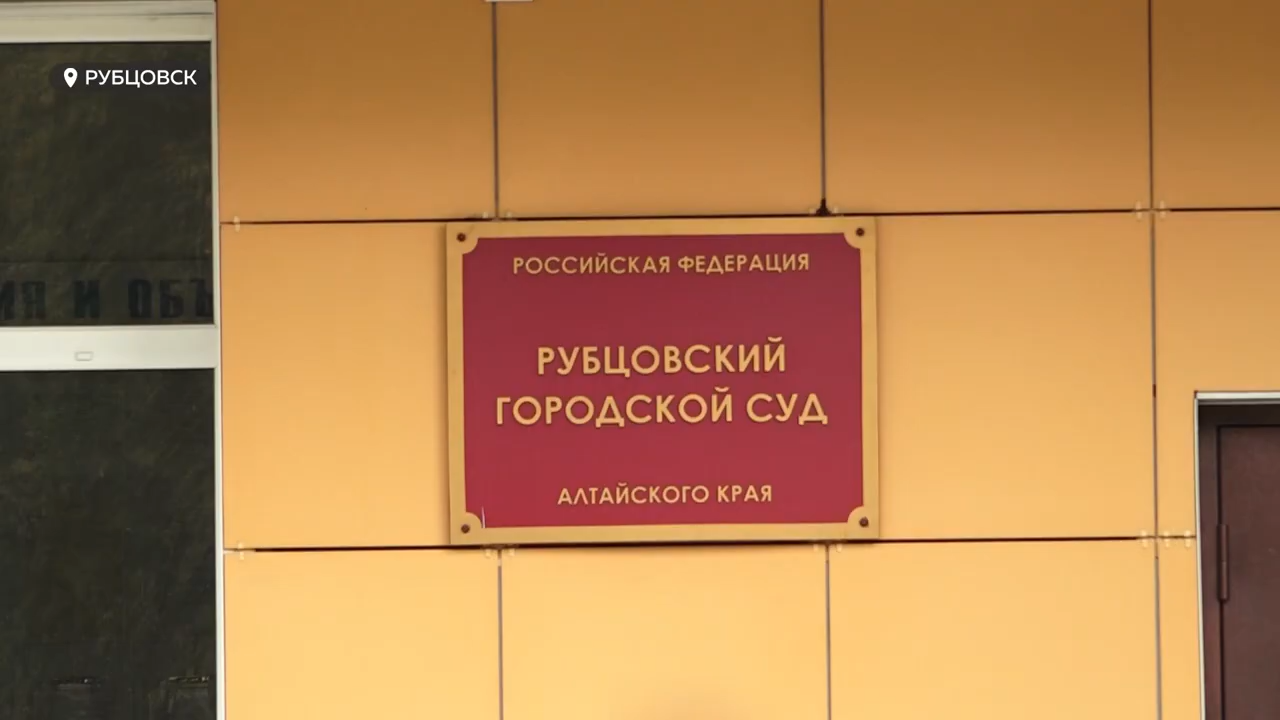 РУБЦОВСК
РОССИЙСКАЯ ФЕДЕРАЦИЯ
РУБЦОВСКИЙ
ГОРОДСКОЙ СУД
АЛТАЙСКОГО КРАЯ